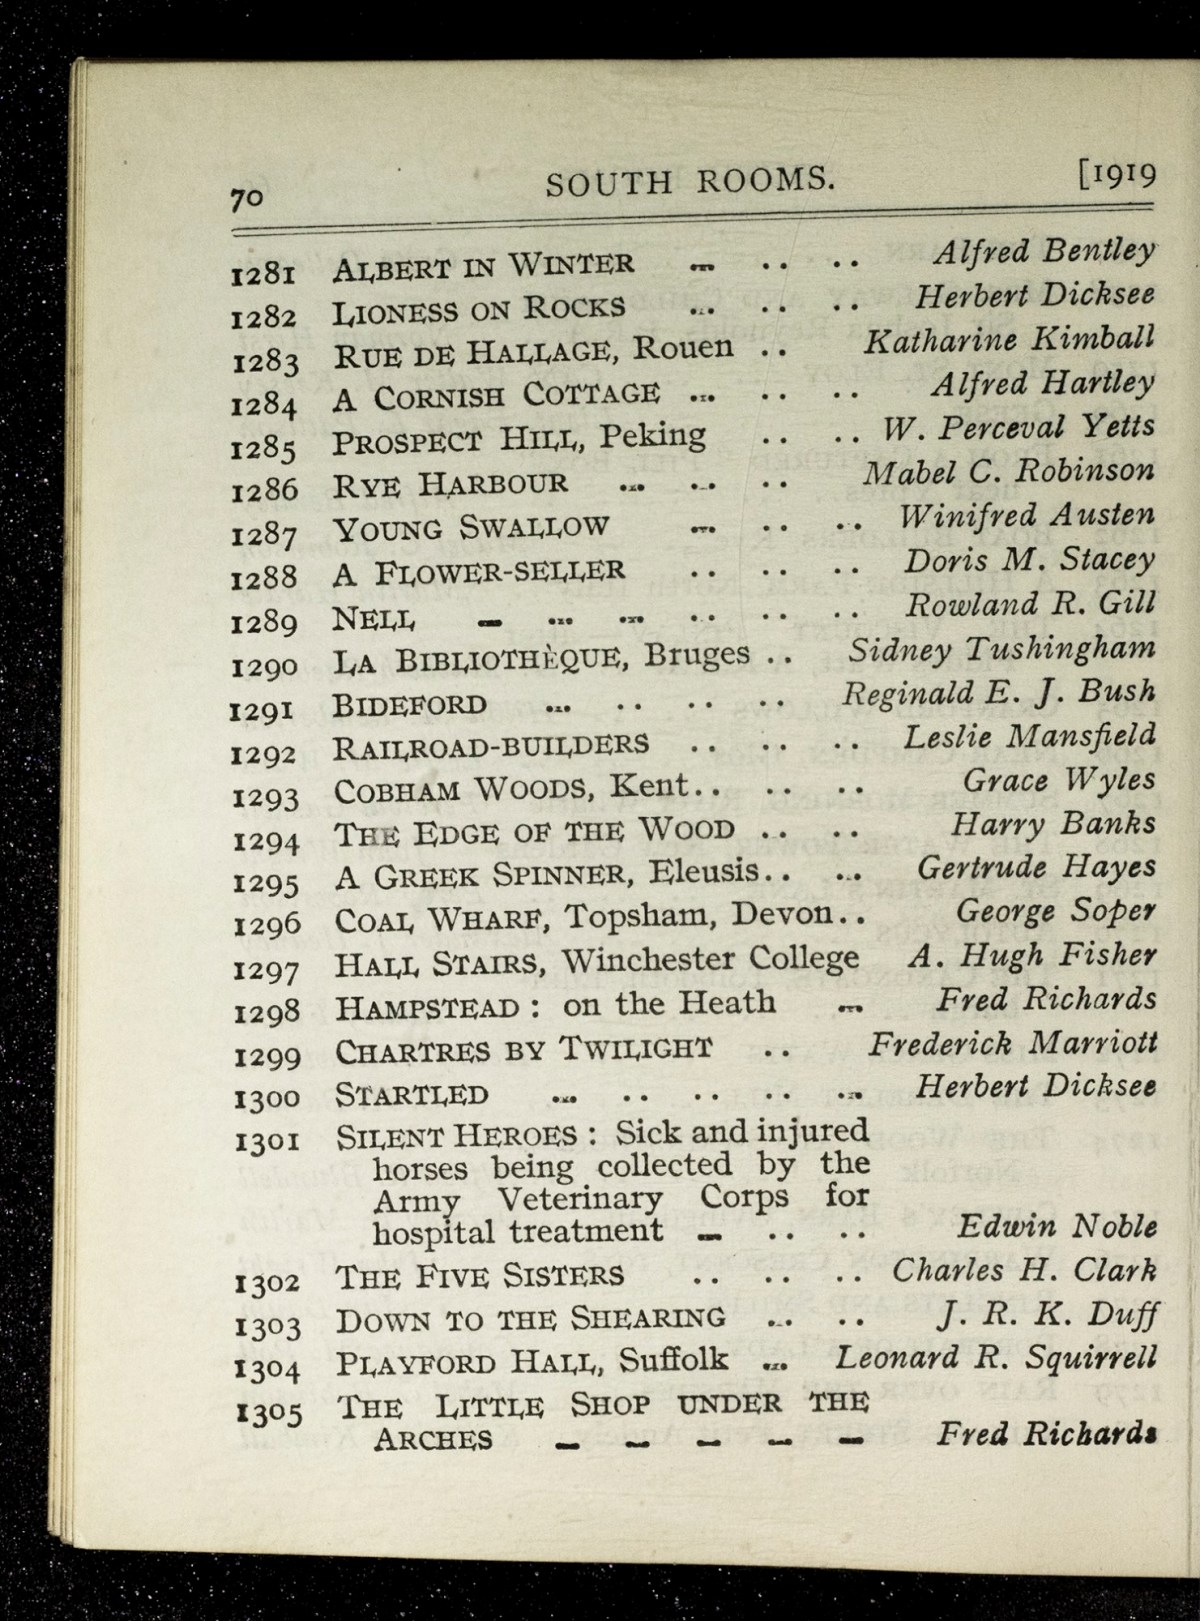 70 SOUTH ROOMS. [1919
1281 ALBERT IN WINTER .. .. .. Alfred Bentley
1282 LIONESS ON ROCKS .. .. .. Herbert Dicksee
1283 RUE DE HALLAGE, Rouen .. Katharine Kimball
1284 A CORNISH COTTAGE .. .. .. Alfred Hartley
1285 PROSPECT HILL, Peking .. .. W. Perceval Yetts
1286 RYE HARBOUR .. .. .. Mabel C. Robinson
1287 YOUNG SWALLOW .. .. .. Winifred Austen
1288 A FLOWER-SELLER .. .. .. Doris M. Stacey
1289 NELL .. .. .. .. .. .. Rowland R. Gill
1290 LA BIBLIOTHÈQUE, Bruges .. Sidney Tushingham
1291 BIDEFORD .. .. .. .. Reginald E. J. Bush
1292 RAILROAD-BUILDERS .. .. .. Leslie Mansfield
1293 COBHAM WOODS, Kent.. .. .. Grace Wyles
1294 THE EDGE OF THE WOOD .. .. Harry Banks
1295 A GREEK SPINNER, Eleusis.. .. Gertrude Hayes
1296 COAL WHARF, Topsham, Devon.. George Soper
1297 HALL STAIRS, Winchester College A. Hugh Fisher
1298 HAMPSTEAD : on the Heath .. Fred Richards
1299 CHARTRES BY TWILIGHT .. Frederick Marriott
1300 STARTLED .. .. .. .. .. Herbert Dicksee
1301 SILENT HEROES : Sick and injured
horses being collected by the
Army Veterinary Corps for
hospital treatment .. .. .. Edwin Noble
1302 THE FIVE SISTERS .. .. .. Charles H. Clark
1303 DOWN TO THE SHEARING .. .. J. R. K. Duff
1304 PLAYFORD HALL, Suffolk .. Leonard R. Squirrell
1305 THE LITTLE SHOP UNDER THE
ARCHES .. .. .. .. .. Fred Richards